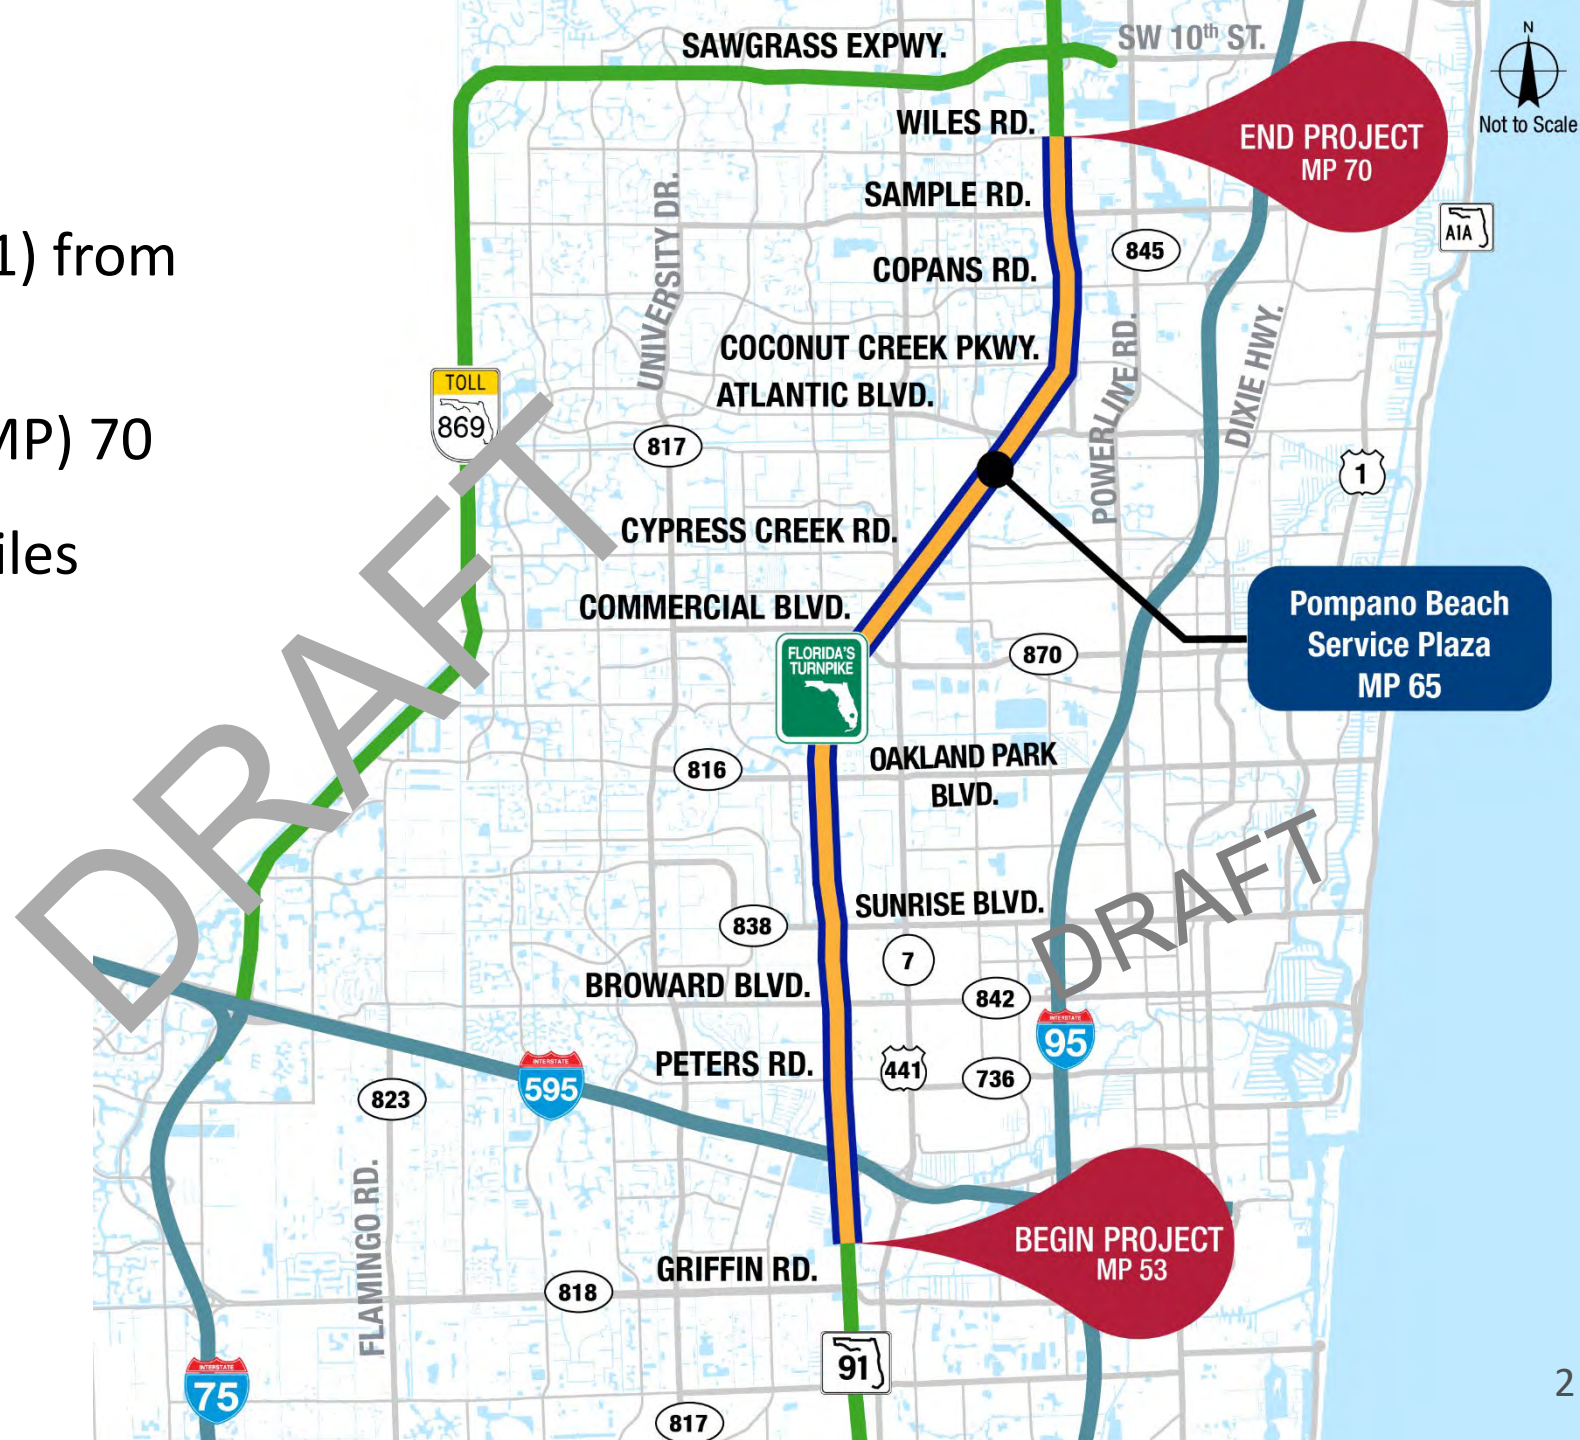 SAWGRASS EXPWY.
SW 10th ST.
N
Not to Scale
WILES RD.
END PROJECT
MP 70
SAMPLE RD.
UNIVERSITY DR.
A1A
1) from
COPANS RD.
845
COCONUT CREEK PKWY.
POWERLINE RD.
DIXIE HWY.
ATLANTIC BLVD.
TOLL
869
MP) 70
817
1
CYPRESS CREEK RD.
iles
COMMERCIAL BLVD.
Pompano Beach
Service Plaza
MP 65
FLORIDA'S
TURNPIKE
870
DRAFT
816
OAKLAND PARK
BLVD.
DRAFT
SUNRISE BLVD.
838
7
BROWARD BLVD.
842
INTERSTATE
95
PETERS RD.
441
736
INTERSTATE
595
823
FLAMINGO RD.
BEGIN PROJECT
MP 53
GRIFFIN RD.
818
91
INTERSTATE
75
817
2